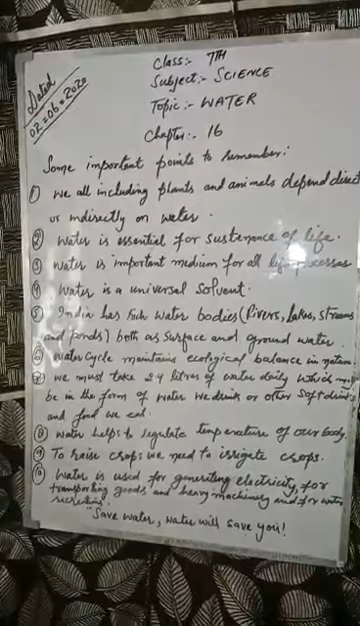 Dated
02=06=2020
Class:- 7TH
Subject:- SCIENCE
Topic:- WATER
Chapter:- 16
Some important points to remember:
① We all including plants and animals depend direct
or indirectly on water.
② Water is essential for sustenance of life.
③ Water is important medium for all life processes
④ Water is a universal solvent.
⑤ India has rich water bodies (Rivers, Lakes, Streams
and ponds) both as surface and ground water.
⑥ Water cycle maintains ecological balance in nature
⑦ We must take 2-4 litres of water daily which
be in the form of water we drink or other soft drinks
and food we eat.
⑧ Water helps to regulate temperature of our body.
⑨ To raise crops we need to irrigate crops.
⑩ Water is used for generating electricity, for
transporting goods and heavy machinery and for water
"Save water, water will save you!